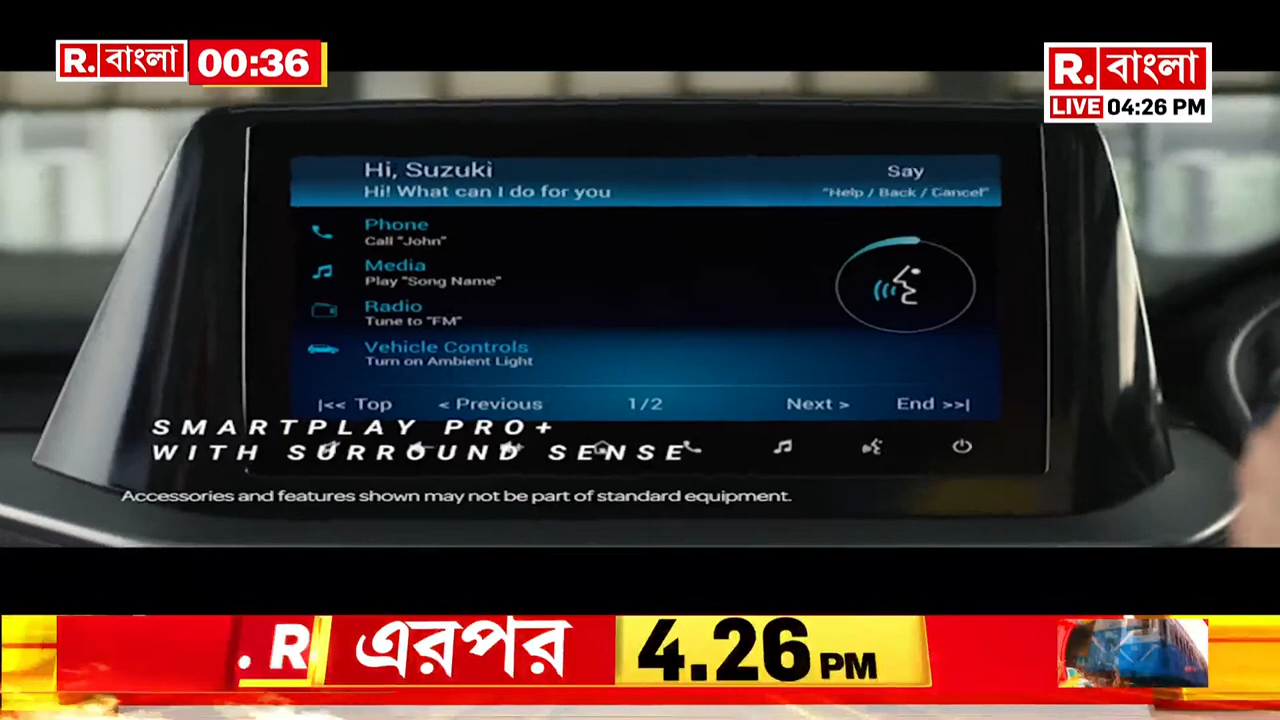 R. বাংলা 00:36
R. বাংলা
LIVE 04:26 PM
Hi, Suzuki
Hi! What can I do for you
Say
"Help / Back / Cancel"
Phone
Call "John"
Media
Play "Song Name"
Radio
Tune to "FM"
Vehicle Controls
Turn on Ambient Light
|<< Top < Previous 1/2 Next > End >>|
SMARTPLAY PRO+
WITH SURROUND SENSE
Accessories and features shown may not be part of standard equipment.
. R এরপর 4.26 PM